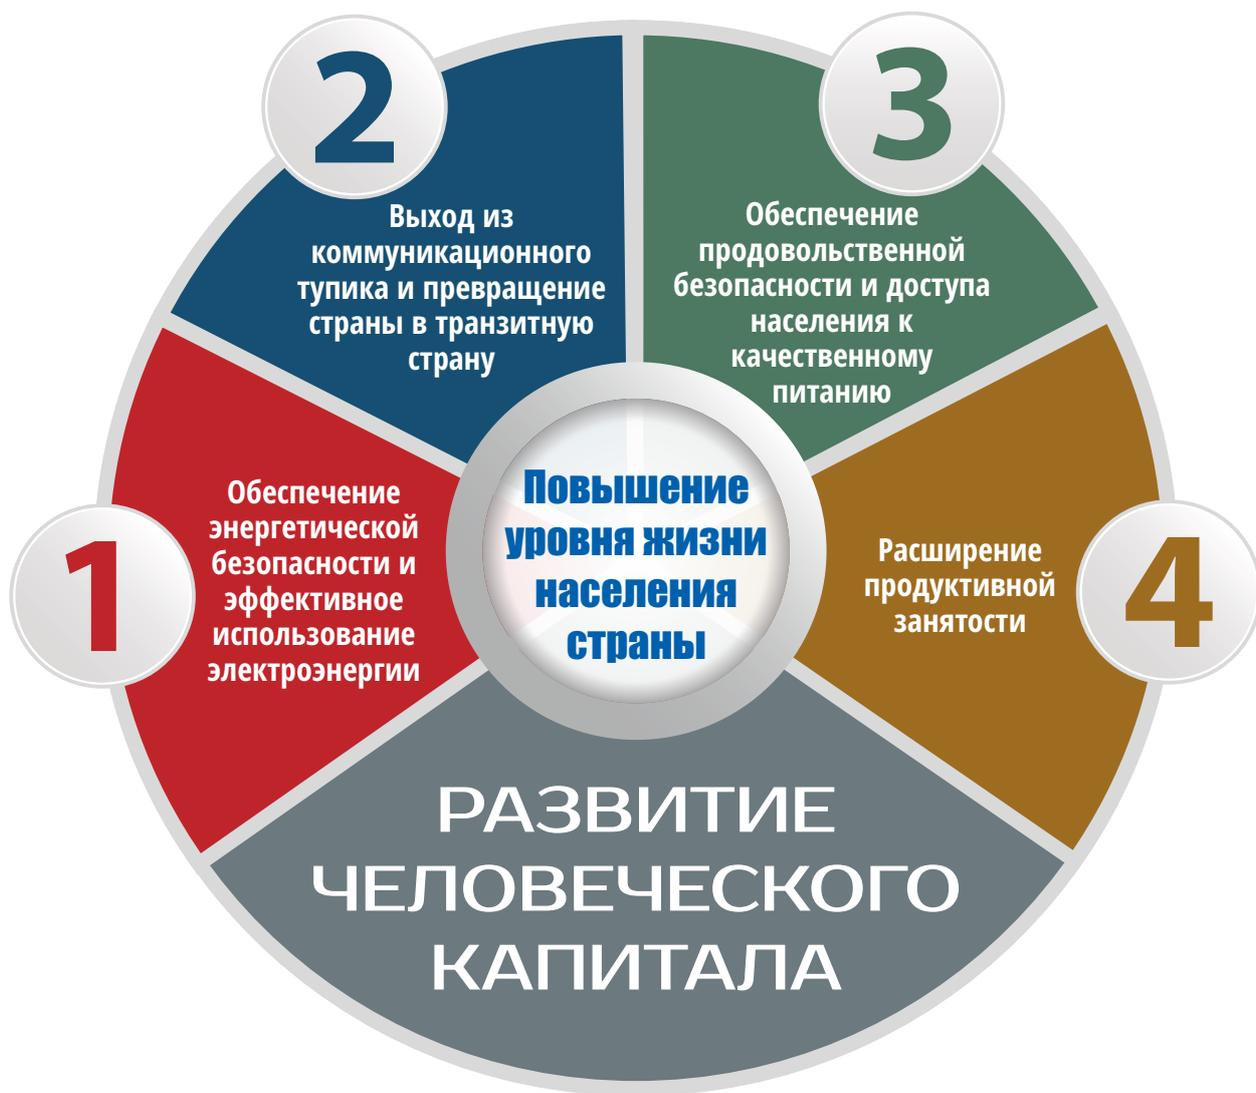 2
Выход из
коммуникационного
тупика и превращение
страны в транзитную
страну
3
Обеспечение
продовольственной
безопасности и доступа
населения к
качественному
питанию
1
Обеспечение
энергетической
безопасности и
эффективное
использование
электроэнергии
Повышение
уровня жизни
населения
страны
Расширение
продуктивной
занятости
4
РАЗВИТИЕ
ЧЕЛОВЕЧЕСКОГО
КАПИТАЛА